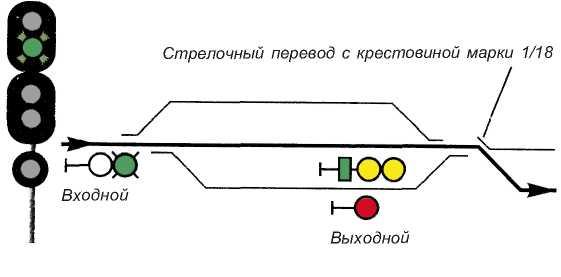 Стрелочный перевод с крестовиной марки 1/18
Входной
Выходной